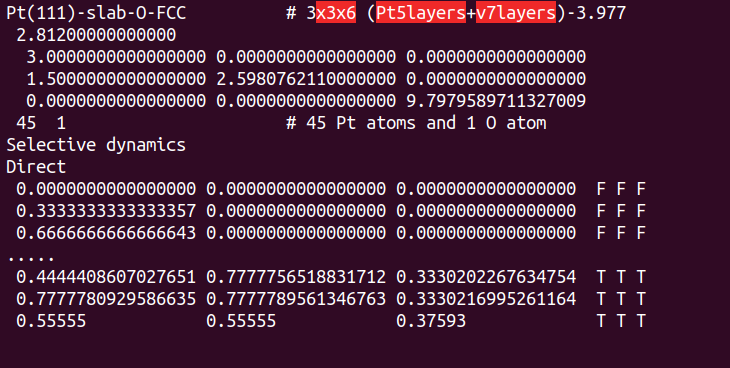 Pt(111)-slab-O-FCC # 3x3x6 (Pt5layers+v7layers)-3.977
2.81200000000000
3.0000000000000000 0.0000000000000000 0.0000000000000000
1.5000000000000000 2.5980762110000000 0.0000000000000000
0.0000000000000000 0.0000000000000000 9.7979589711327009
45 1 # 45 Pt atoms and 1 O atom
Selective dynamics
Direct
0.0000000000000000 0.0000000000000000 0.0000000000000000 F F F
0.3333333333333357 0.0000000000000000 0.0000000000000000 F F F
0.6666666666666643 0.0000000000000000 0.0000000000000000 F F F
.....
0.4444408607027651 0.7777756518831712 0.3330202267634754 T T T
0.7777780929586635 0.7777789561346763 0.3330216995261164 T T T
0.55555 0.55555 0.37593 T T T